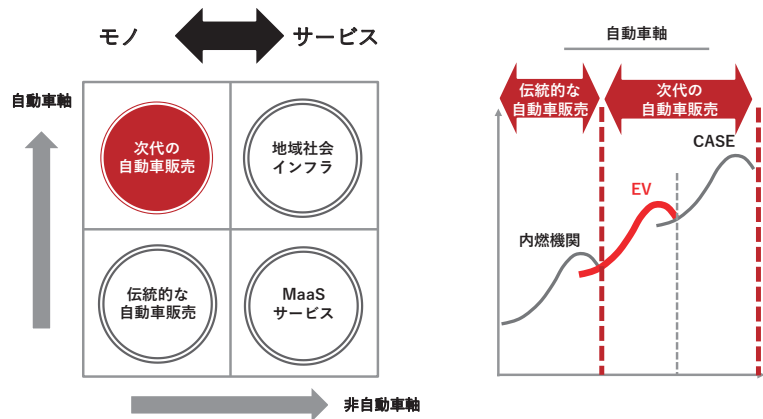 モノ
サービス
自動車軸
次代の
自動車販売
地域社会
インフラ
伝統的な
自動車販売
MaaS
サービス
非自動車軸
自動車軸
伝統的な
自動車販売
次代の
自動車販売
CASE
EV
内燃機関